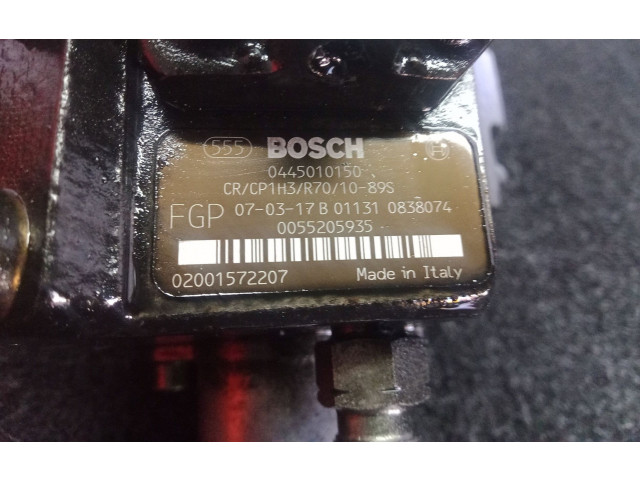 555 BOSCH
0445010150
CR/CP1H3/R70/10-89S
FGP 07-03-17 B 01131 0838074
0055205935
02001572207 Made in Italy